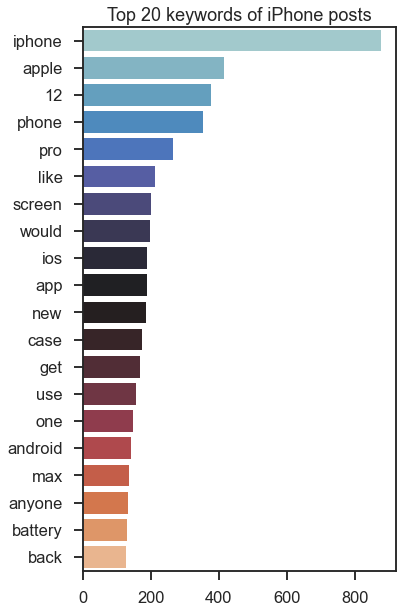 Top 20 keywords of iPhone posts
iphone
apple
12
phone
pro
like
screen
would
ios
app
new
case
get
use
one
android
max
anyone
battery
back
0 200 400 600 800